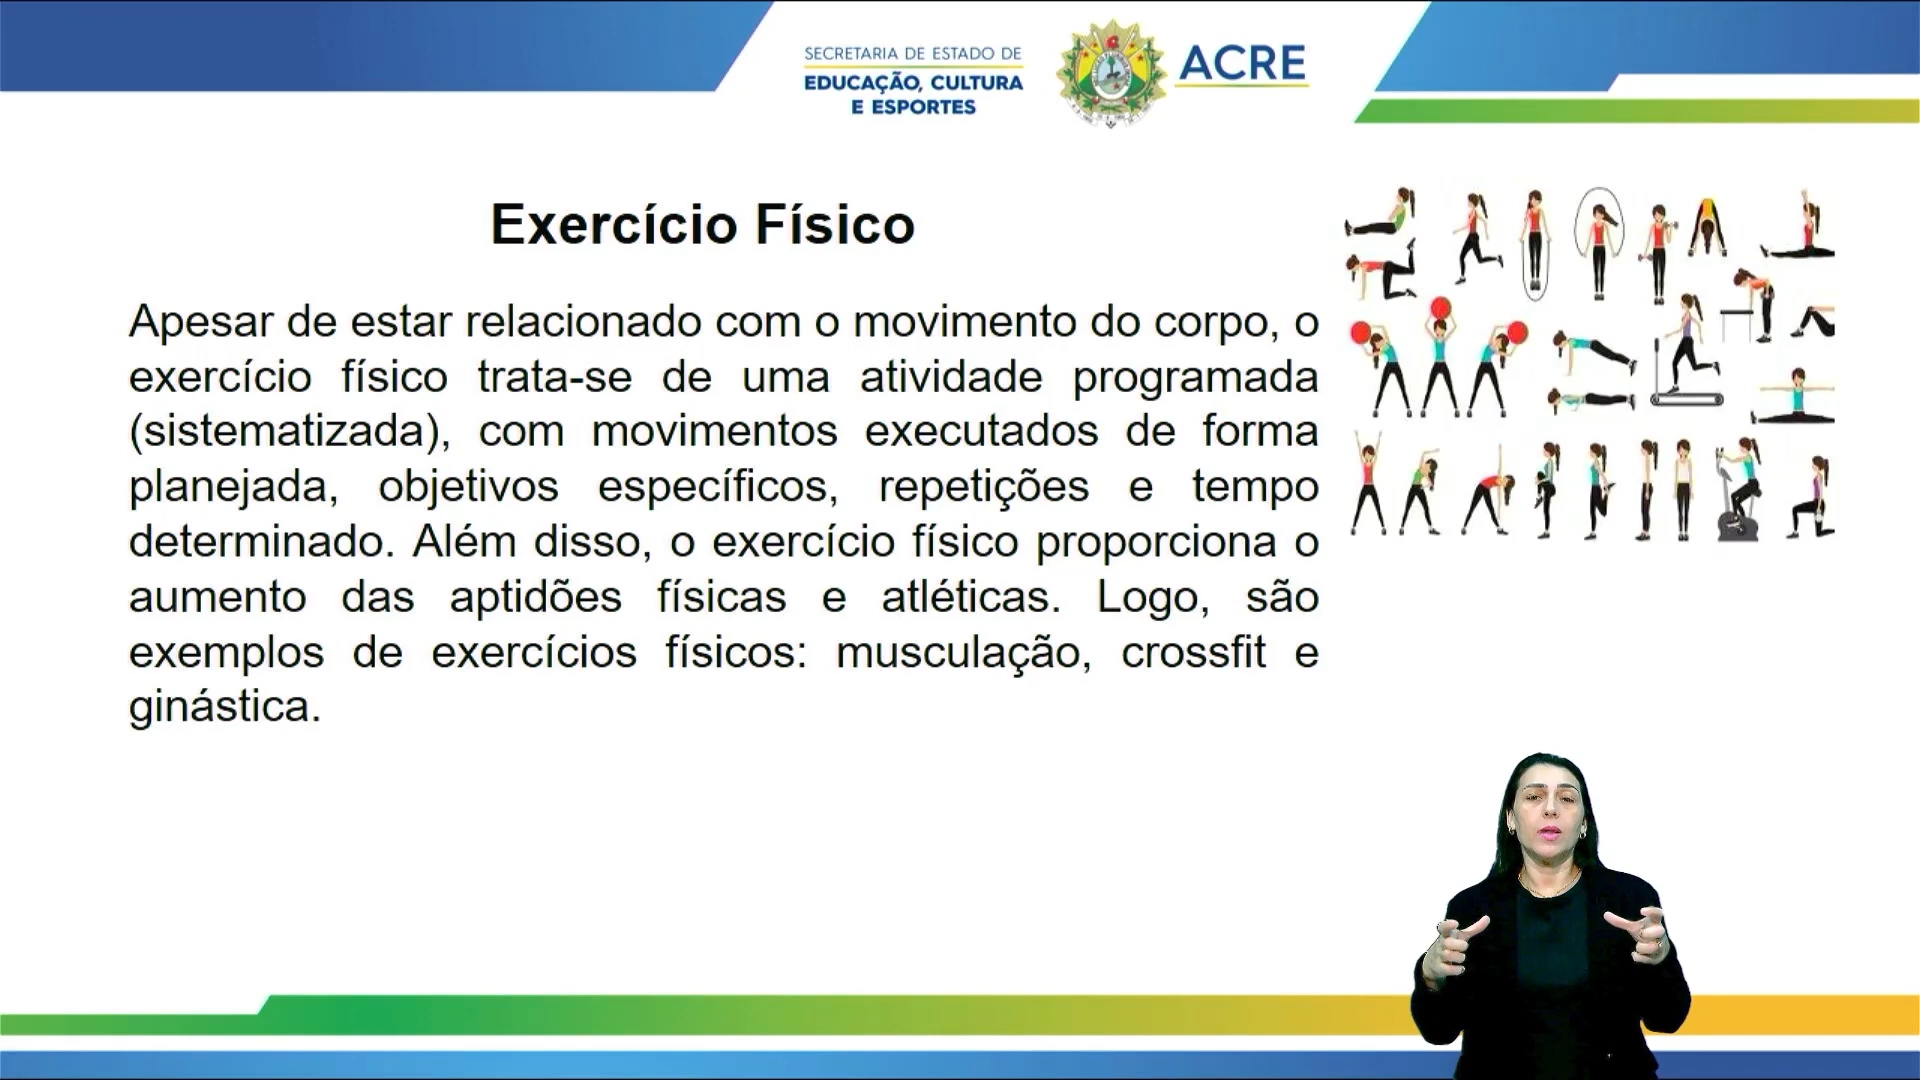 SECRETARIA DE ESTADO DE
EDUCAÇÃO, CULTURA
E ESPORTES
ACRE
Exercício Físico
Apesar de estar relacionado com o movimento do corpo, o
exercício físico trata-se de uma atividade programada
(sistematizada), com movimentos executados de forma
planejada, objetivos específicos, repetições e tempo
determinado. Além disso, o exercício físico proporciona o
aumento das aptidões físicas e atléticas. Logo, são
exemplos de exercícios físicos: musculação, crossfit e
ginástica.